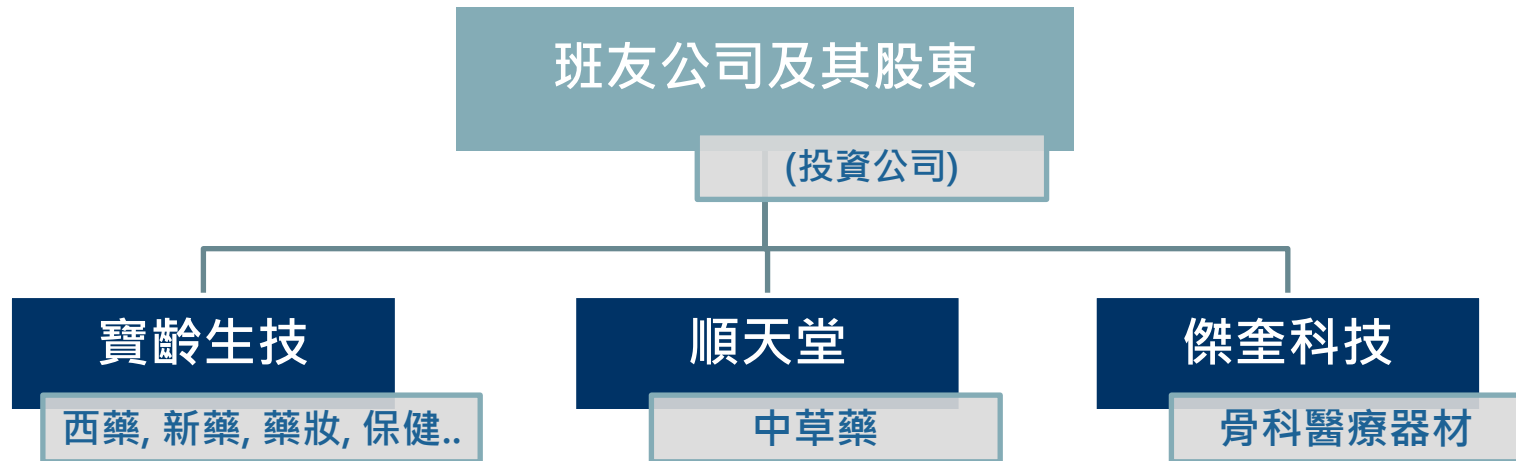 班友公司及其股東
(投資公司)
寶齡生技
順天堂
傑奎科技
西藥, 新藥, 藥妝, 保健..
中草藥
骨科醫療器材